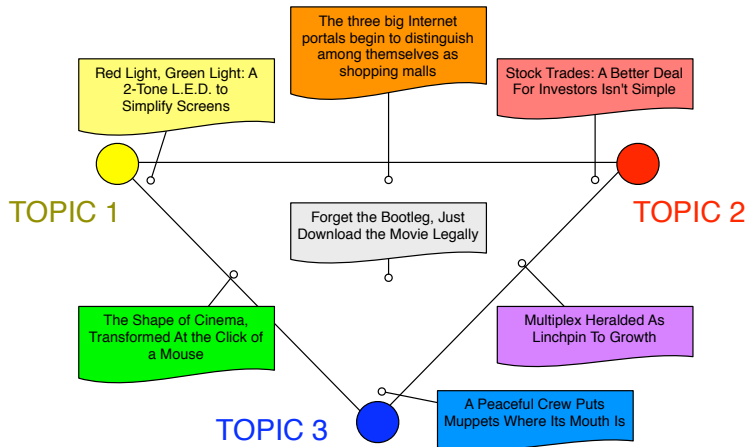 The three big Internet
portals begin to distinguish
among themselves as
shopping malls
Red Light, Green Light: A
2-Tone L.E.D. to
Simplify Screens
Stock Trades: A Better Deal
For Investors Isn't Simple
TOPIC 1
TOPIC 2
Forget the Bootleg, Just
Download the Movie Legally
The Shape of Cinema,
Transformed At the Click of
a Mouse
Multiplex Heralded As
Linchpin To Growth
TOPIC 3
A Peaceful Crew Puts
Muppets Where Its Mouth Is